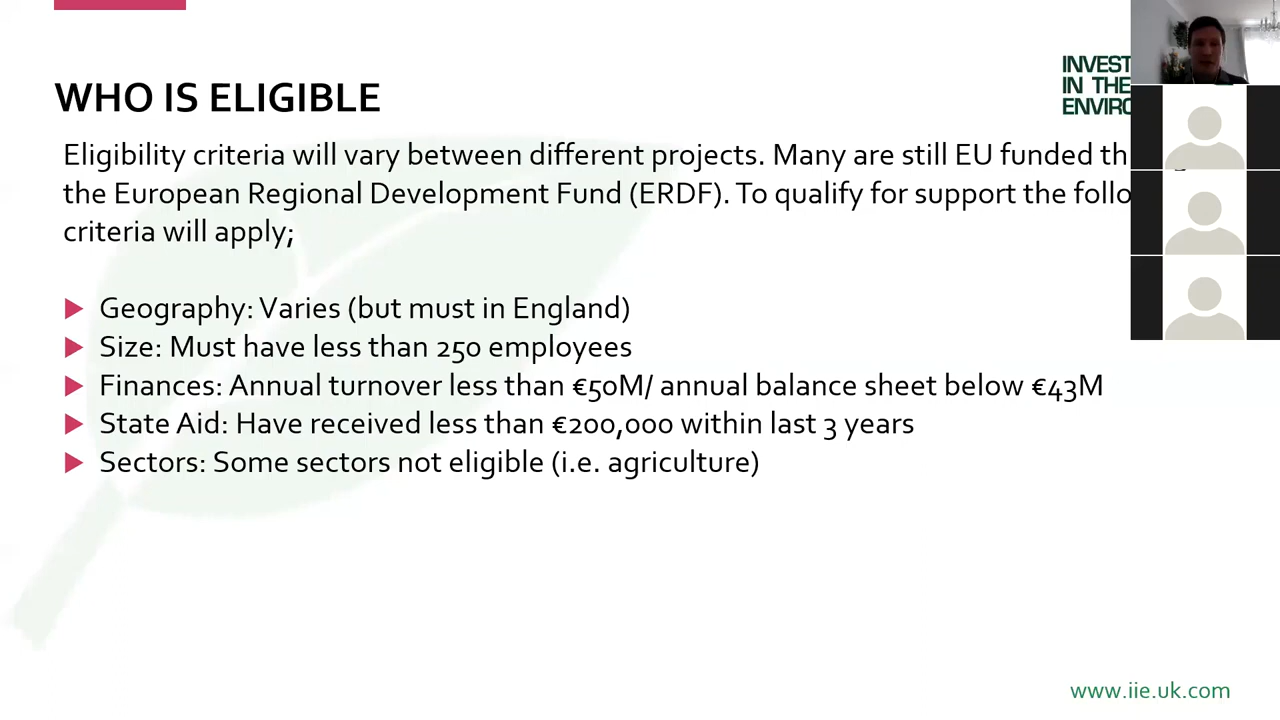 WHO IS ELIGIBLE
INVEST
IN THE
Eligibility criteria will vary between different projects. Many are still EU funded
the European Regional Development Fund (ERDF). To qualify for support the
criteria will apply;
Geography: Varies (but must in England)
Size: Must have less than 250 employees
Finances: Annual turnover less than €50M/ annual balance sheet below €43M
State Aid: Have received less than €200,000 within last 3 years
Sectors: Some sectors not eligible (i.e. agriculture)
www.iie.uk.com